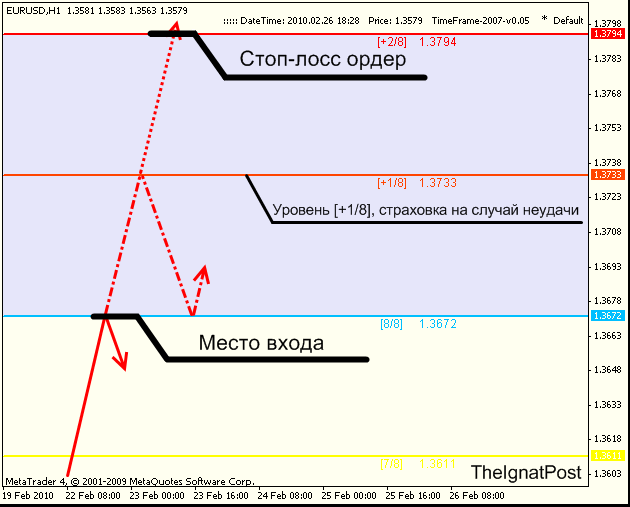 EURUSD,H1 1.3581 1.3583 1.3563 1.3579
::::: DateTime: 2010.02.26 18:28 Price: 1.3579 TimeFrame-2007-v0.05 * Default
1.3798
[+2/8] 1.3794
1.3794
Стоп-лосс ордер
1.3783
1.3768
1.3753
1.3738
[+1/8] 1.3733
1.3733
1.3723
Уровень [+1/8], страховка на случай неудачи
1.3708
1.3693
1.3678
[8/8] 1.3672
1.3672
1.3663
Место входа
1.3648
1.3633
1.3618
[7/8] 1.3611
1.3611
TheIgnatPost
1.3603
MetaTrader 4, © 2001-2009 MetaQuotes Software Corp.
19 Feb 2010 22 Feb 08:00 23 Feb 00:00 23 Feb 16:00 24 Feb 08:00 25 Feb 00:00 25 Feb 16:00 26 Feb 08:00